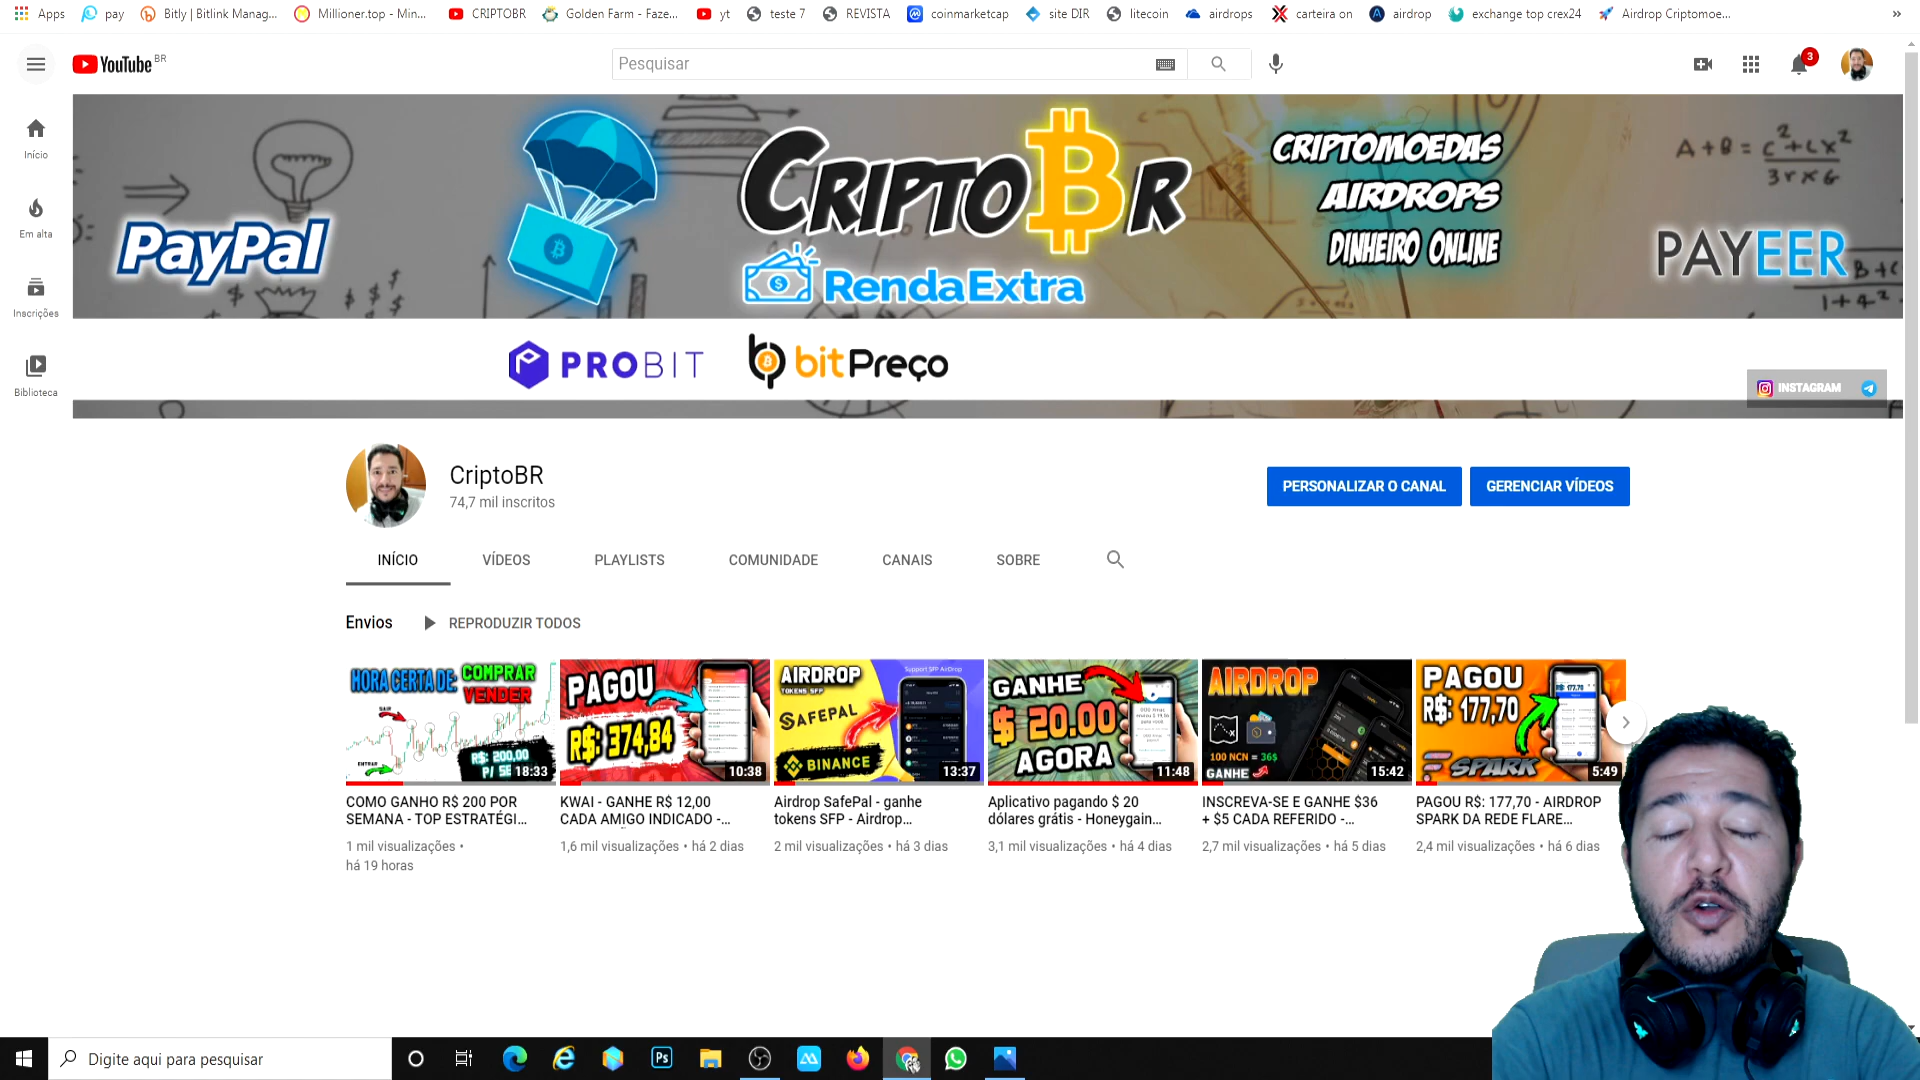 Apps
pay
Bitly | Bitlink Manag...
Millioner.top - Min...
CRIPTOBR
Golden Farm - Faze...
yt
teste 7
REVISTA
coinmarketcap
site DIR
litecoin
airdrops
carteira on
airdrop
exchange top crex24
Airdrop Criptomoe...
»
YouTube BR
Pesquisar
3
Início
Em alta
Inscrições
Biblioteca
PayPal
CRIPTOBR
RendaExtra
CRIPTOMOEDAS
AIRDROPS
DINHEIRO ONLINE
PAYEER
PROBIT
bitPreço
INSTAGRAM
CriptoBR
74,7 mil inscritos
PERSONALIZAR O CANAL
GERENCIAR VÍDEOS
INÍCIO
VÍDEOS
PLAYLISTS
COMUNIDADE
CANAIS
SOBRE
Envios
REPRODUZIR TODOS
HORA CERTA DE: COMPRAR
VENDER
SAIR
ENTRAR
R$: 200,00
18:33
COMO GANHO R$ 200 POR
SEMANA - TOP ESTRATÉGI...
1 mil visualizações •
há 19 horas
PAGOU
R$: 374,84
10:38
KWAI - GANHE R$ 12,00
CADA AMIGO INDICADO -...
1,6 mil visualizações • há 2 dias
AIRDROP
TOKENS SFP
SAFEPAL
BINANCE
Support SFP AirDrop
13:37
Airdrop SafePal - ganhe
tokens SFP - Airdrop...
2 mil visualizações • há 3 dias
GANHE
$ 20.00
AGORA
11:48
Aplicativo pagando $ 20
dólares grátis - Honeygain...
3,1 mil visualizações • há 4 dias
AIRDROP
100 NCN = 36$
GANHE
15:42
INSCREVA-SE E GANHE $36
+ $5 CADA REFERIDO -...
2,7 mil visualizações • há 5 dias
PAGOU
R$: 177,70
SPARK
5:49
PAGOU R$: 177,70 - AIRDROP
SPARK DA REDE FLARE...
2,4 mil visualizações • há 6 dias
Digite aqui para pesquisar
Ps